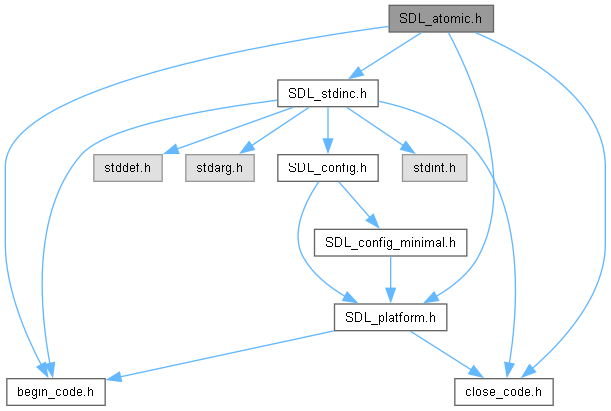 SDL_atomic.h
SDL_stdinc.h
stddef.h
stdarg.h
SDL_config.h
stdint.h
SDL_config_minimal.h
SDL_platform.h
begin_code.h
close_code.h